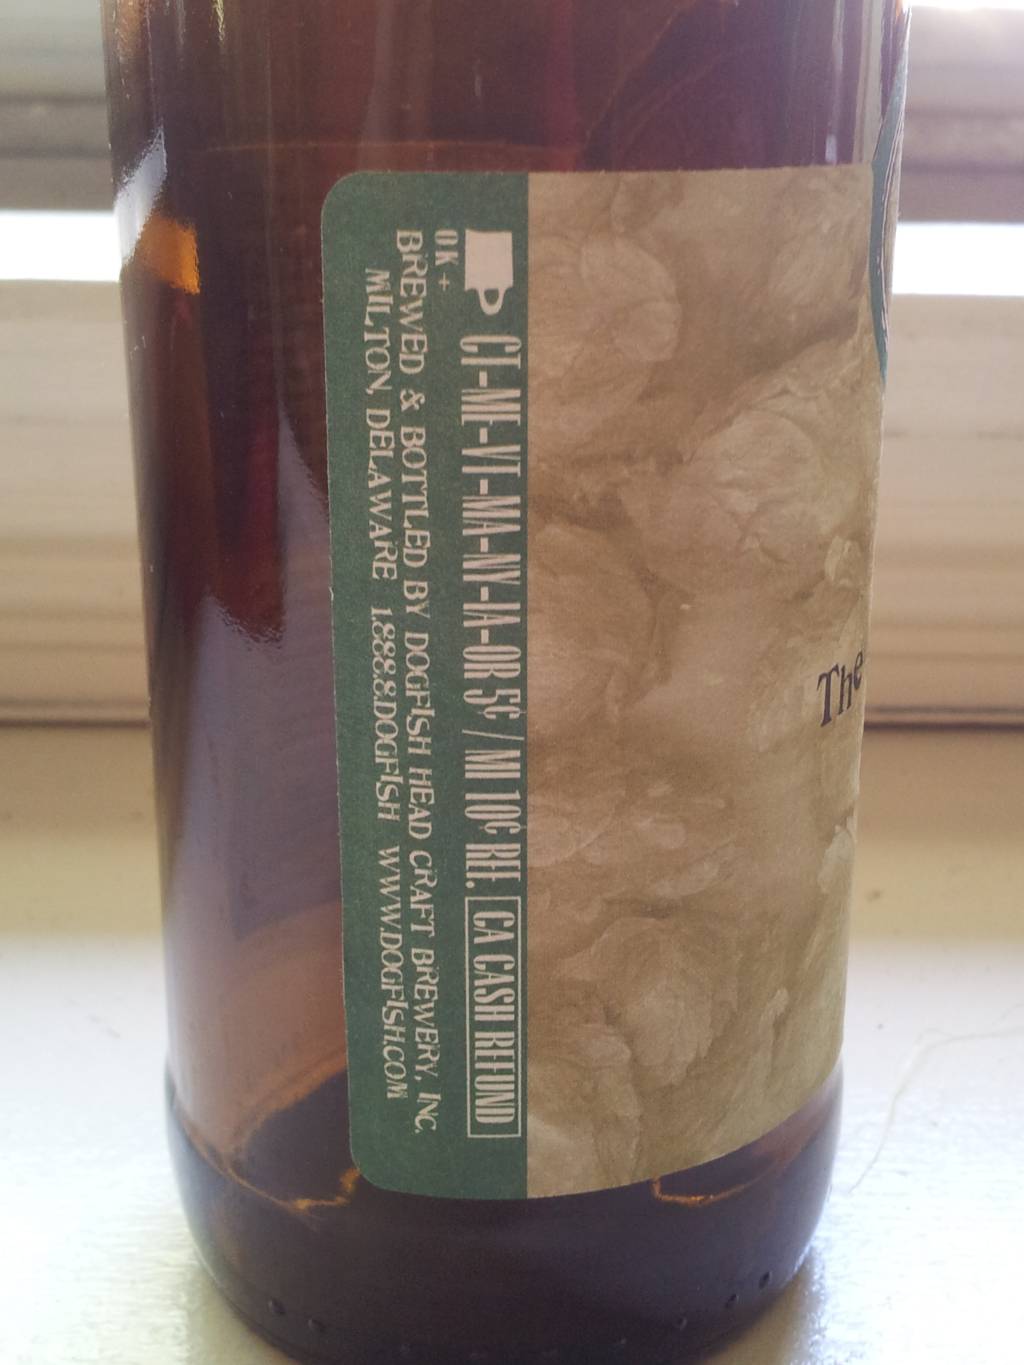 CT-ME-VT-MA-NY-IA-OR 5¢ / MI 10¢ REF. CA CASH REFUND
OK+
BREWED & BOTTLED BY DOGFISH HEAD CRAFT BREWERY, INC.
MILTON, DELAWARE 1.888.8.DOGFISH WWW.DOGFISH.COM
The